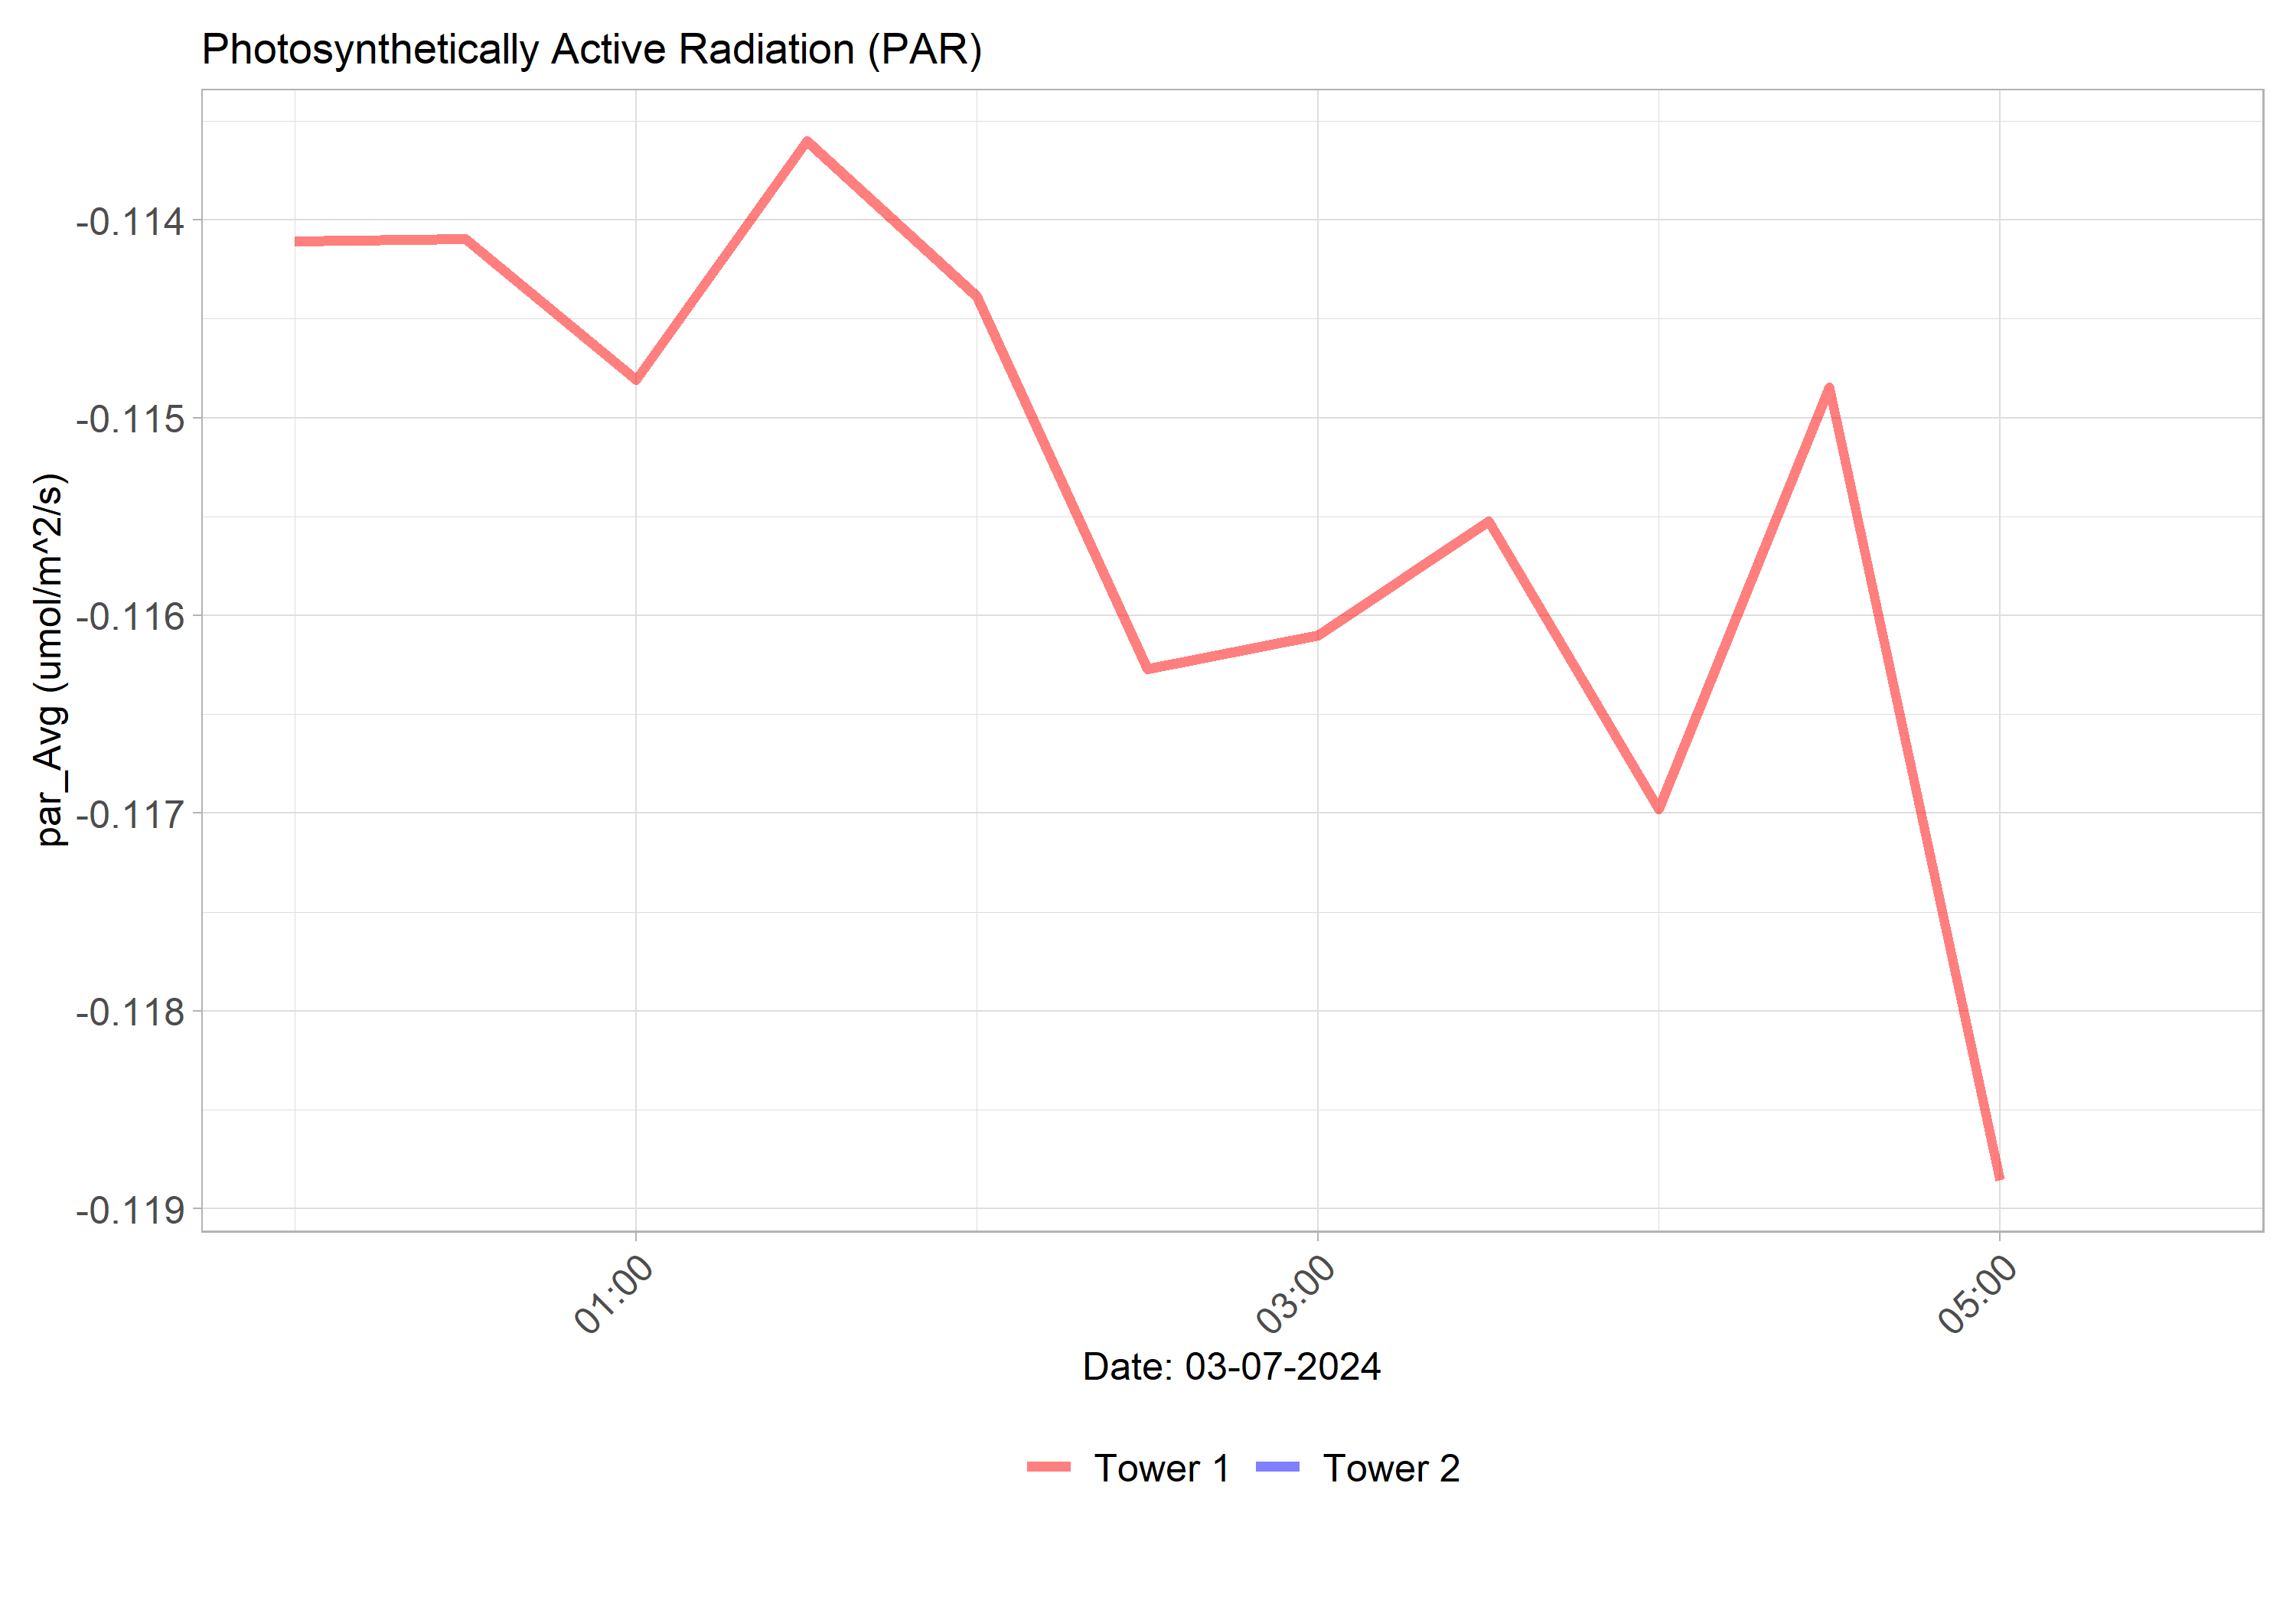 Photosynthetically Active Radiation (PAR)
par_Avg (umol/m^2/s)
-0.114
-0.115
-0.116
-0.117
-0.118
-0.119
01:00
03:00
05:00
Date: 03-07-2024
Tower 1
Tower 2